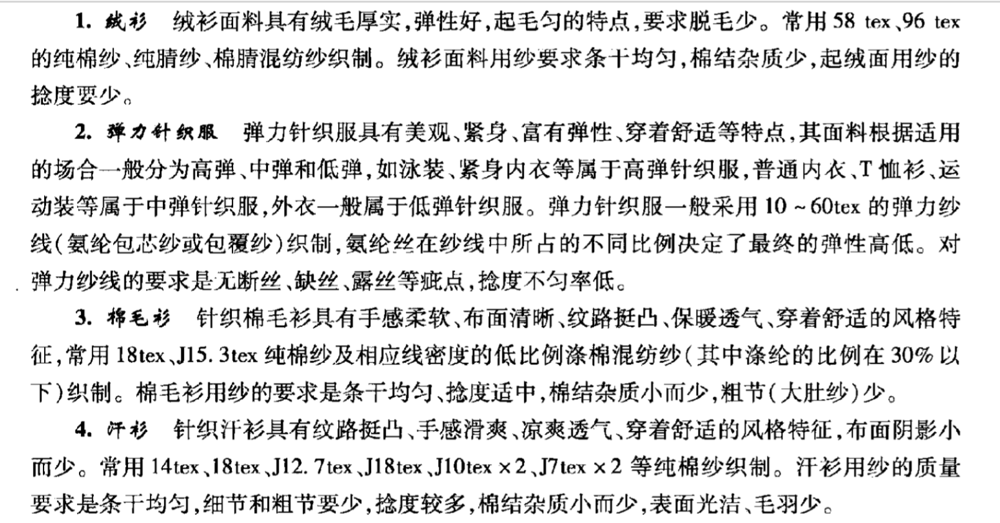 1. 绒衫 绒衫面料具有绒毛厚实,弹性好,起毛匀的特点,要求脱毛少。常用 58 tex、96 tex
的纯棉纱、纯腈纱、棉腈混纺纱织制。绒衫面料用纱要求条干均匀,棉结杂质少,起绒面用纱的
捻度要少。
2. 弹力针织服 弹力针织服具有美观、紧身、富有弹性、穿着舒适等特点,其面料根据适用
的场合一般分为高弹、中弹和低弹,如泳装、紧身内衣等属于高弹针织服,普通内衣、T 恤衫、运
动装等属于中弹针织服,外衣一般属于低弹针织服。弹力针织服一般采用 10 ~ 60tex 的弹力纱
线(氨纶包芯纱或包覆纱)织制,氨纶丝在纱线中所占的不同比例决定了最终的弹性高低。对
弹力纱线的要求是无断丝、缺丝、露丝等疵点,捻度不匀率低。
3. 棉毛衫 针织棉毛衫具有手感柔软、布面清晰、纹路挺凸、保暖透气、穿着舒适的风格特
征,常用 18tex、J15. 3tex 纯棉纱及相应线密度的低比例涤棉混纺纱(其中涤纶的比例在 30% 以
下)织制。棉毛衫用纱的要求是条干均匀、捻度适中,棉结杂质小而少,粗节(大肚纱)少。
4. 汗衫 针织汗衫具有纹路挺凸、手感滑爽、凉爽透气、穿着舒适的风格特征,布面阴影小
而少。常用 14tex、18tex、J12. 7tex、J18tex、J10tex × 2、J7tex × 2 等纯棉纱织制。汗衫用纱的质量
要求是条干均匀,细节和粗节要少,捻度较多,棉结杂质小而少,表面光洁、毛羽少。